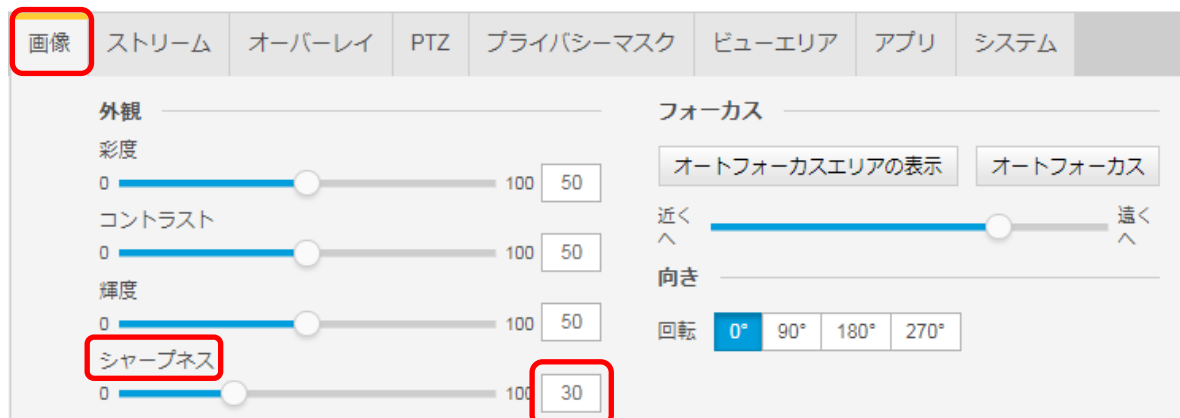 画像 ストリーム オーバーレイ PTZ プライバシーマスク ビューエリア アプリ システム
外観
彩度
0 100 50
コントラスト
0 100 50
輝度
0 100 50
シャープネス
0 100 30
フォーカス
オートフォーカスエリアの表示 オートフォーカス
近くへ 遠くへ
向き
回転 0° 90° 180° 270°